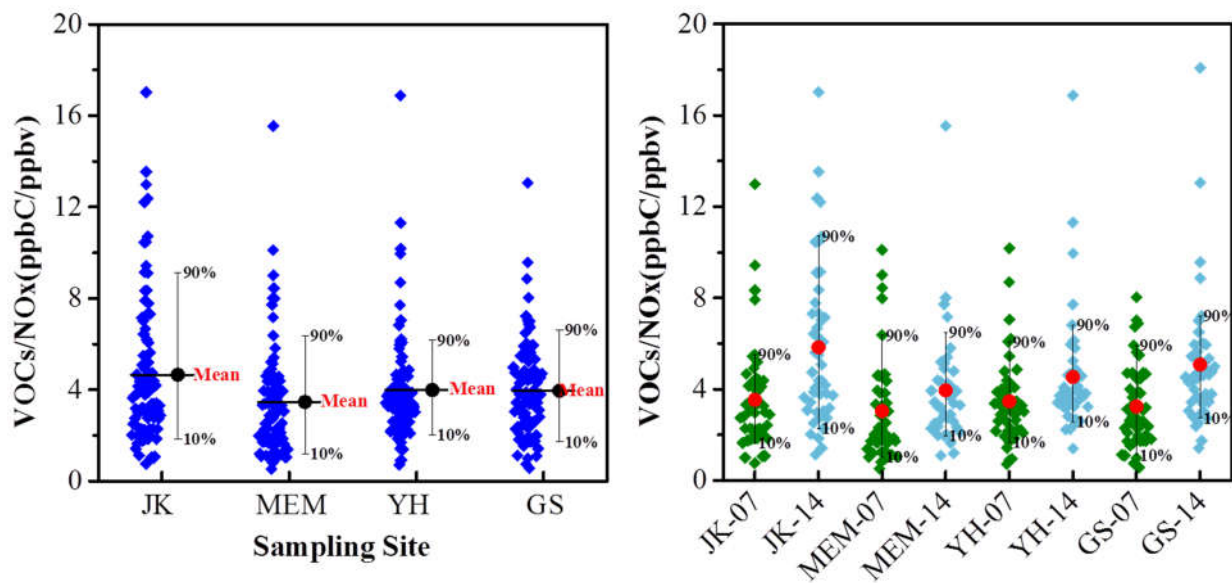 VOCs/NOx(ppbC/ppbv)
20
16
12
8
4
0
90%
Mean
10%
90%
Mean
10%
90%
Mean
10%
90%
Mean
10%
JK
MEM
YH
GS
Sampling Site
VOCs/NOx(ppbC/ppbv)
20
16
12
8
4
0
90%
10%
90%
10%
90%
10%
90%
10%
90%
10%
90%
10%
90%
10%
90%
10%
JK-07
JK-14
MEM-07
MEM-14
YH-07
YH-14
GS-07
GS-14